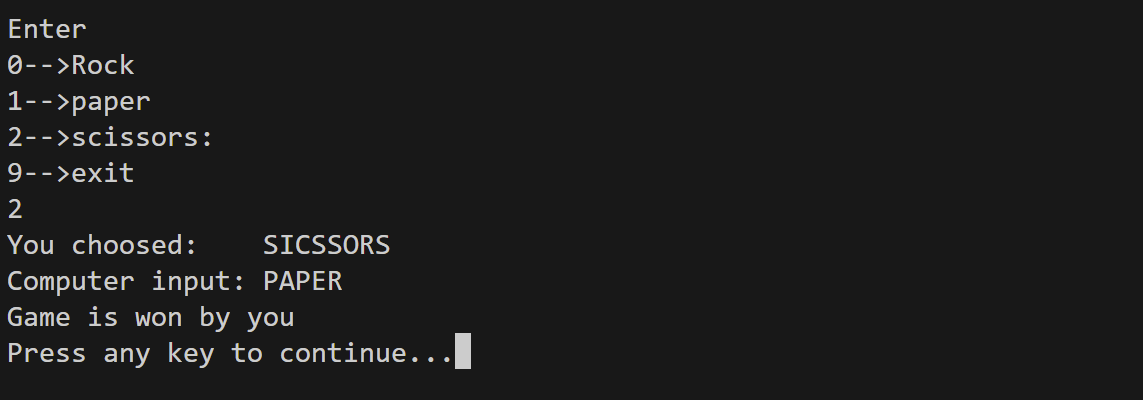 Enter
0-->Rock
1-->paper
2-->scissors:
9-->exit
2
You choosed:    SICSSORS
Computer input: PAPER
Game is won by you
Press any key to continue...